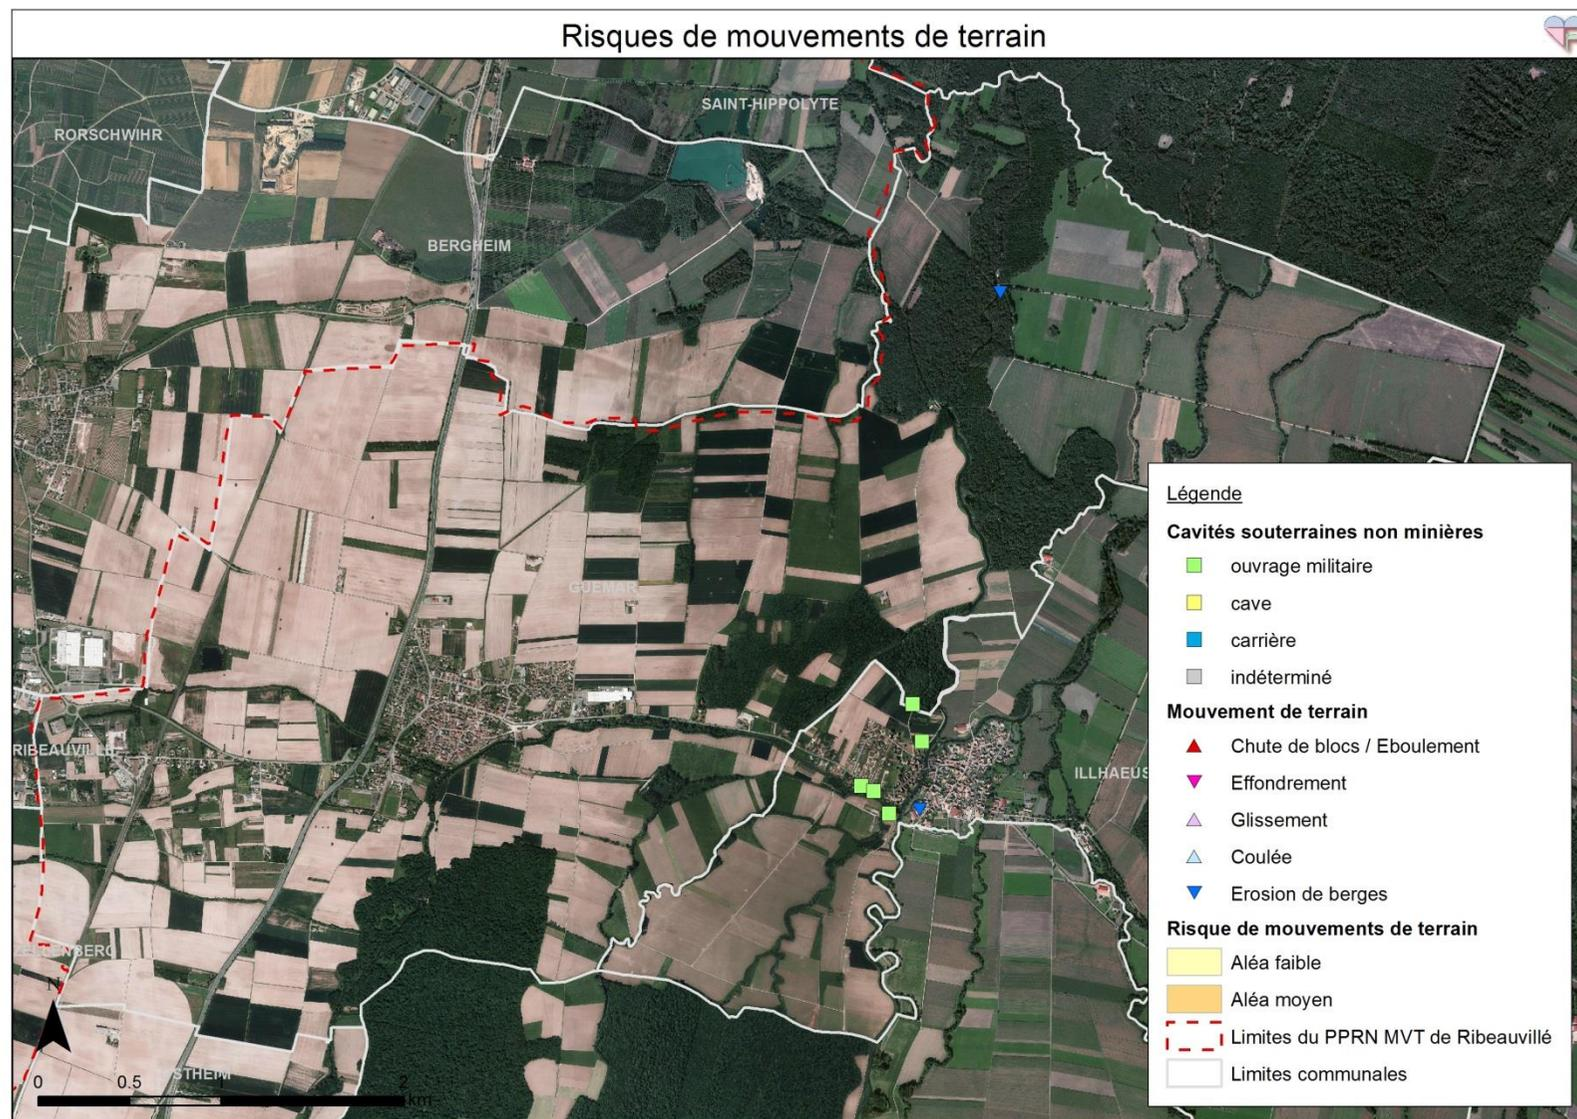 Risques de mouvements de terrain
SAINT-HIPPOLYTE
RORSCHWIHR
BERGHEIM
GUEMAR
RIBEAUVILLE
ILLHAEUS
ZELLENBERG
OSTHEIM
N
0 0.5 1 2
km
Légende
Cavités souterraines non minières
ouvrage militaire
cave
carrière
indéterminé
Mouvement de terrain
Chute de blocs / Eboulement
Effondrement
Glissement
Coulée
Erosion de berges
Risque de mouvements de terrain
Aléa faible
Aléa moyen
Limites du PPRN MVT de Ribeauvillé
Limites communales